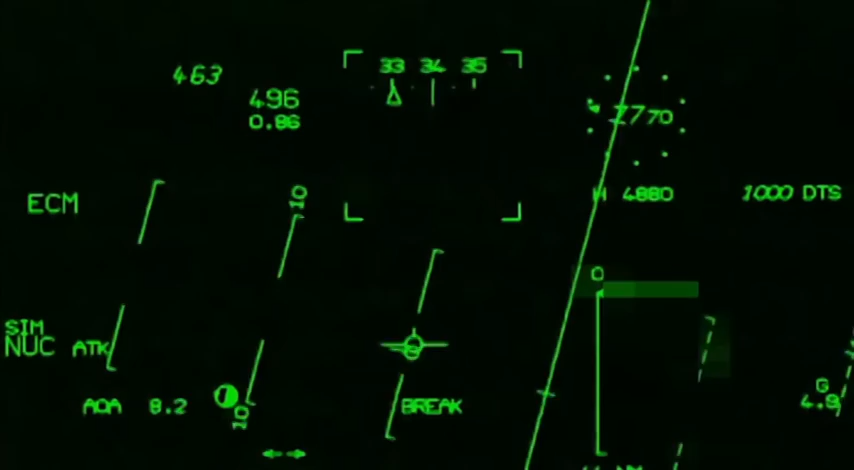 33 34 35
463
496
0.86
7770
10
ECM
H 4880
1000 DTS
0
SIM
NUC ATK
G
4.9
AOA 8.2
BREAK
10